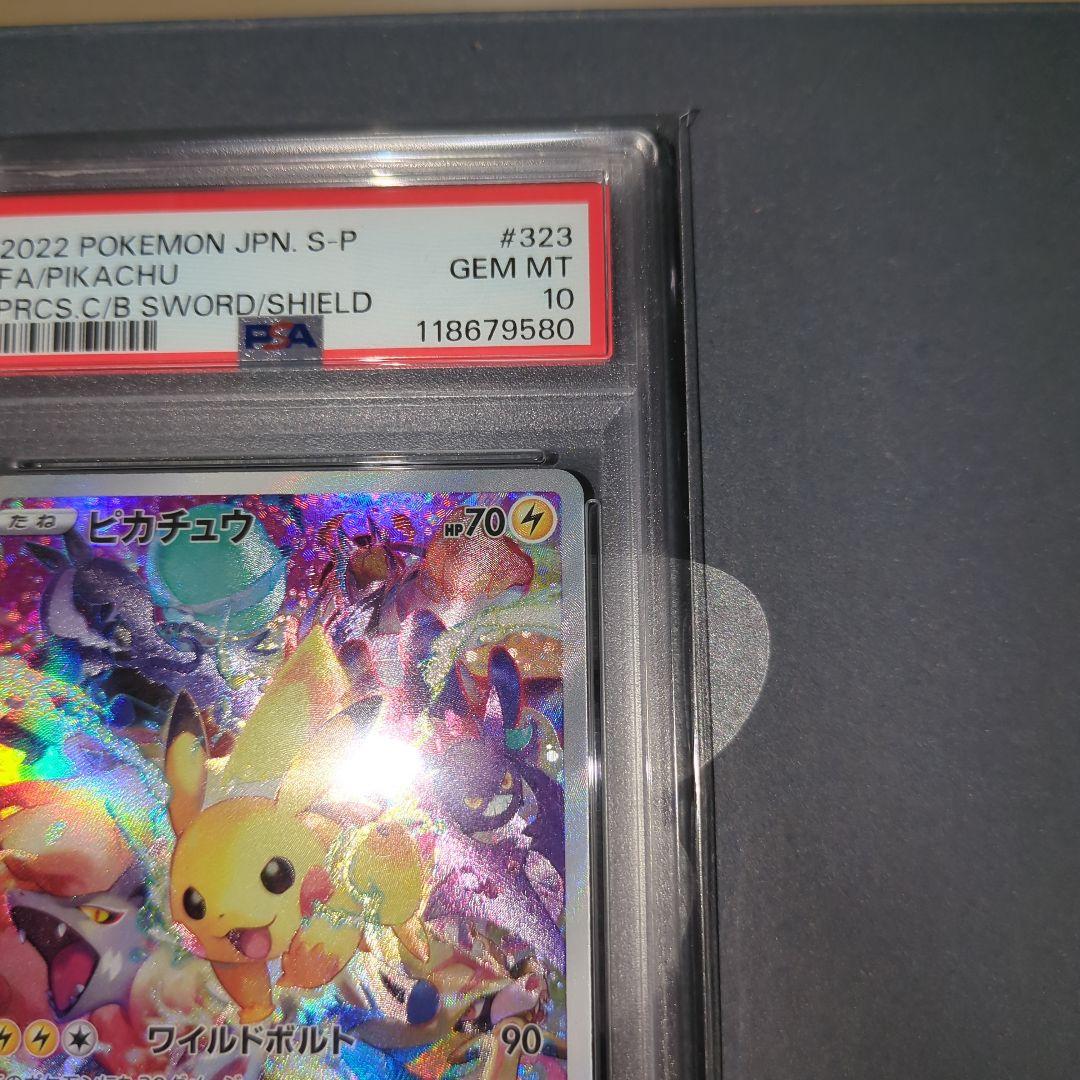 2022 POKEMON JPN. S-P #323
FA/PIKACHU GEM MT
PRCS.C/B SWORD/SHIELD 10
PSA 118679580
たね ピカチュウ HP70
ワイルドボルト 90